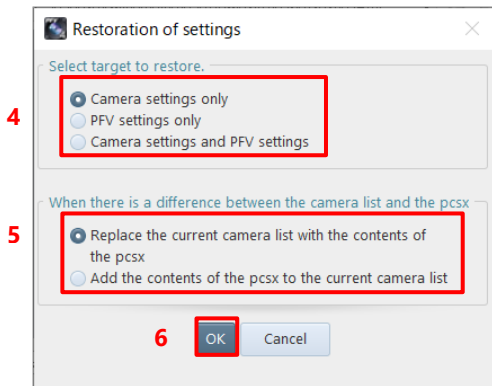 Restoration of settings
Select target to restore.
4
Camera settings only
PFV settings only
Camera settings and PFV settings
When there is a difference between the camera list and the pcsx
5
Replace the current camera list with the contents of
the pcsx
Add the contents of the pcsx to the current camera list
6
OK
Cancel